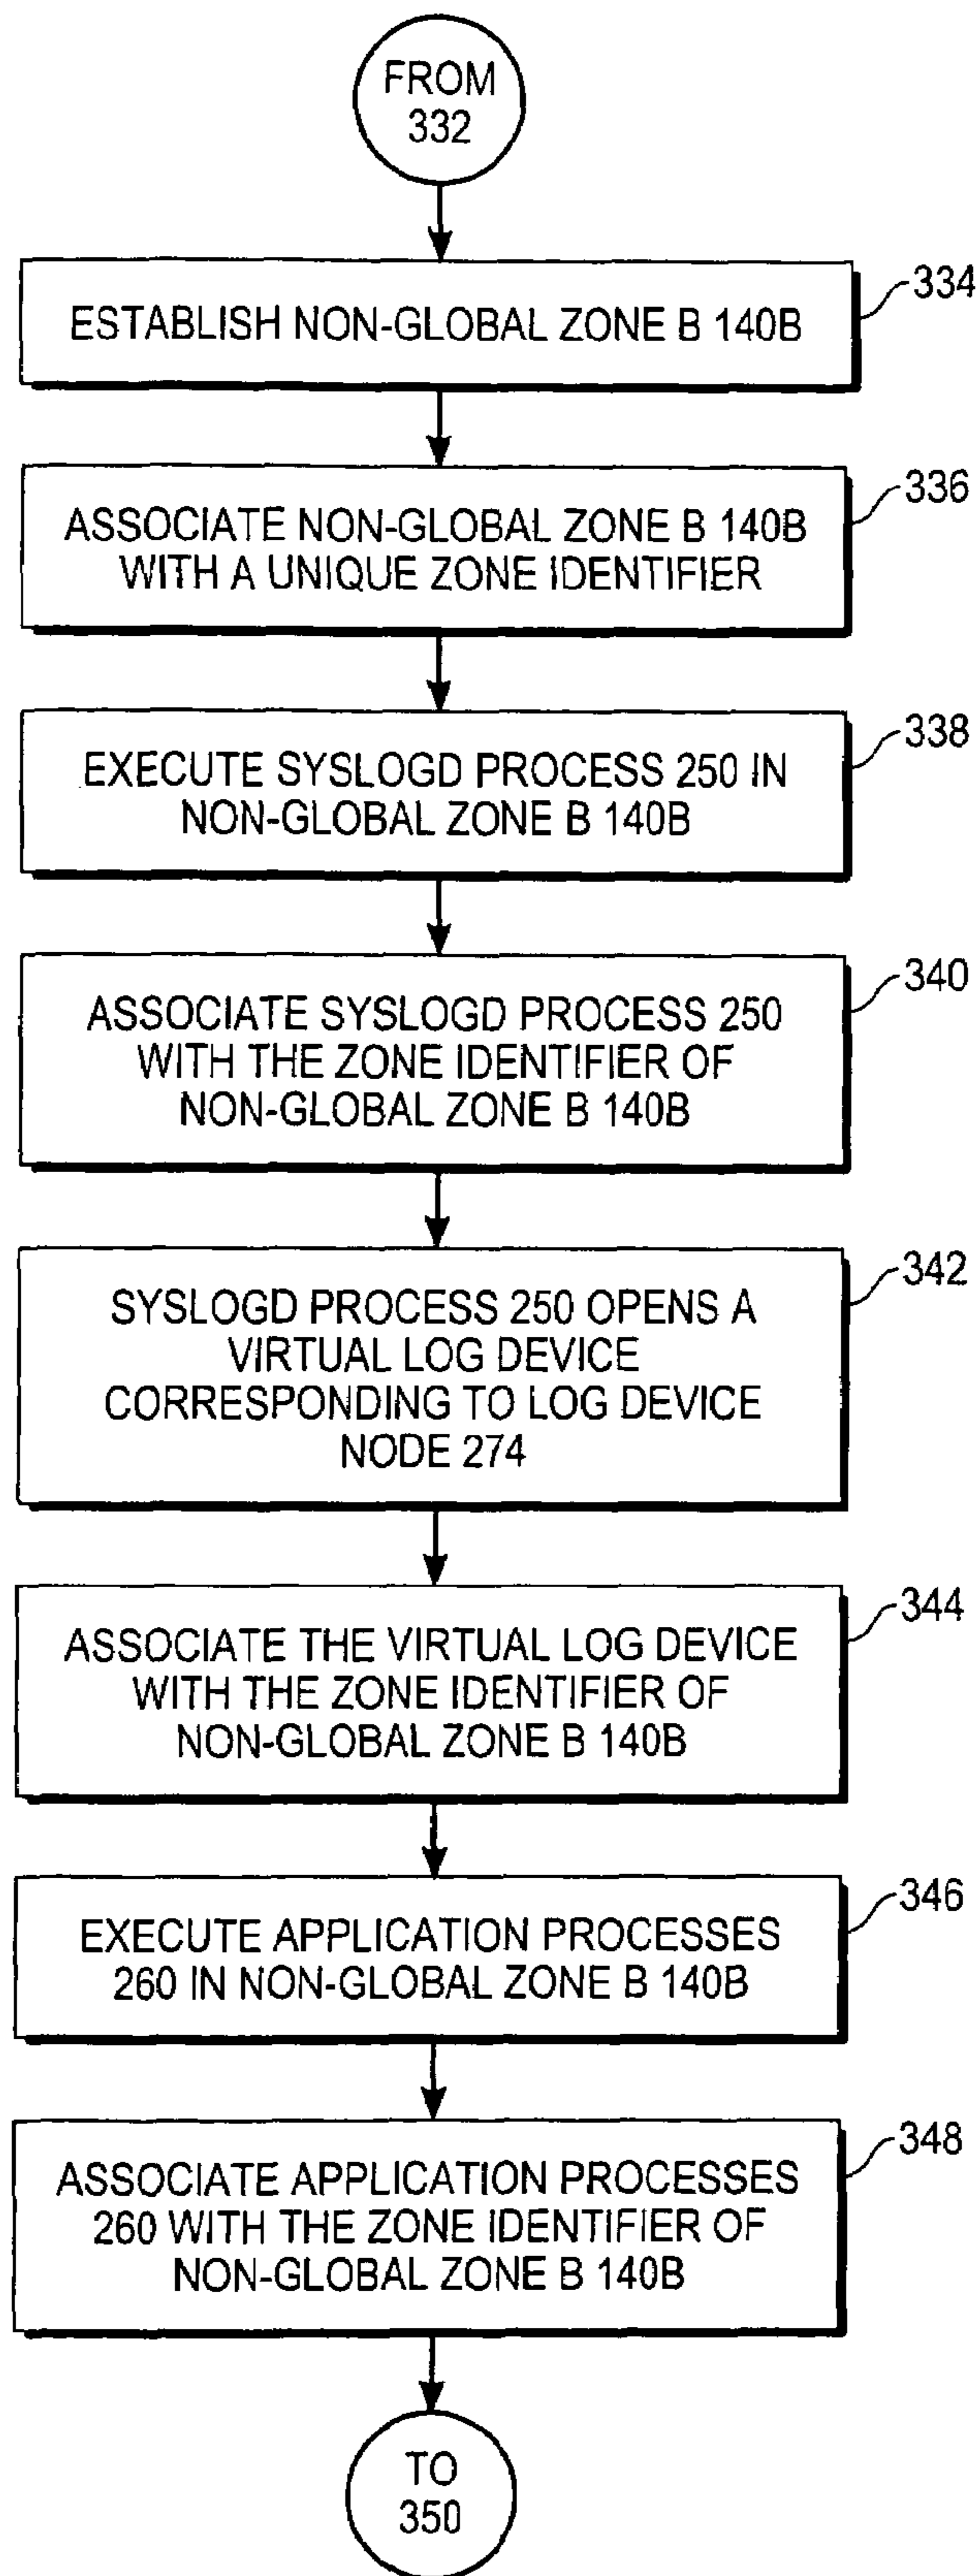 FROM
332
334
ESTABLISH NON-GLOBAL ZONE B 140B
336
ASSOCIATE NON-GLOBAL ZONE B 140B
WITH A UNIQUE ZONE IDENTIFIER
338
EXECUTE SYSLOGD PROCESS 250 IN
NON-GLOBAL ZONE B 140B
340
ASSOCIATE SYSLOGD PROCESS 250
WITH THE ZONE IDENTIFIER OF
NON-GLOBAL ZONE B 140B
342
SYSLOGD PROCESS 250 OPENS A
VIRTUAL LOG DEVICE
CORRESPONDING TO LOG DEVICE
NODE 274
344
ASSOCIATE THE VIRTUAL LOG DEVICE
WITH THE ZONE IDENTIFIER OF
NON-GLOBAL ZONE B 140B
346
EXECUTE APPLICATION PROCESSES
260 IN NON-GLOBAL ZONE B 140B
348
ASSOCIATE APPLICATION PROCESSES
260 WITH THE ZONE IDENTIFIER OF
NON-GLOBAL ZONE B 140B
TO
350